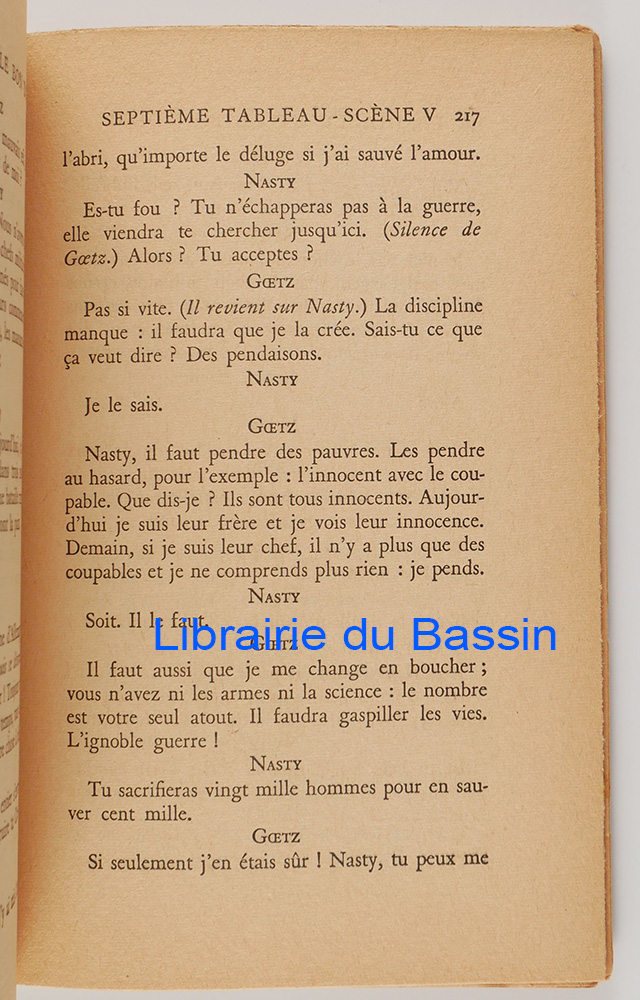 SEPTIÈME TABLEAU - SCÈNE V 217
l'abri, qu'importe le déluge si j'ai sauvé l'amour.
NASTY
Es-tu fou ? Tu n'échapperas pas à la guerre,
elle viendra te chercher jusqu'ici. (Silence de
Gœtz.) Alors ? Tu acceptes ?
GŒTZ
Pas si vite. (Il revient sur Nasty.) La discipline
manque : il faudra que je la crée. Sais-tu ce que
ça veut dire ? Des pendaisons.
NASTY
Je le sais.
GŒTZ
Nasty, il faut pendre des pauvres. Les pendre
au hasard, pour l'exemple : l'innocent avec le cou-
pable. Que dis-je ? Ils sont tous innocents. Aujour-
d'hui je suis leur frère et je vois leur innocence.
Demain, si je suis leur chef, il n'y a plus que des
coupables et je ne comprends plus rien : je pends.
NASTY
Soit. Il le faut.
Librairie du Bassin
GŒTZ
Il faut aussi que je me change en boucher ;
vous n'avez ni les armes ni la science : le nombre
est votre seul atout. Il faudra gaspiller les vies.
L'ignoble guerre !
NASTY
Tu sacrifieras vingt mille hommes pour en sau-
ver cent mille.
GŒTZ
Si seulement j'en étais sûr ! Nasty, tu peux me